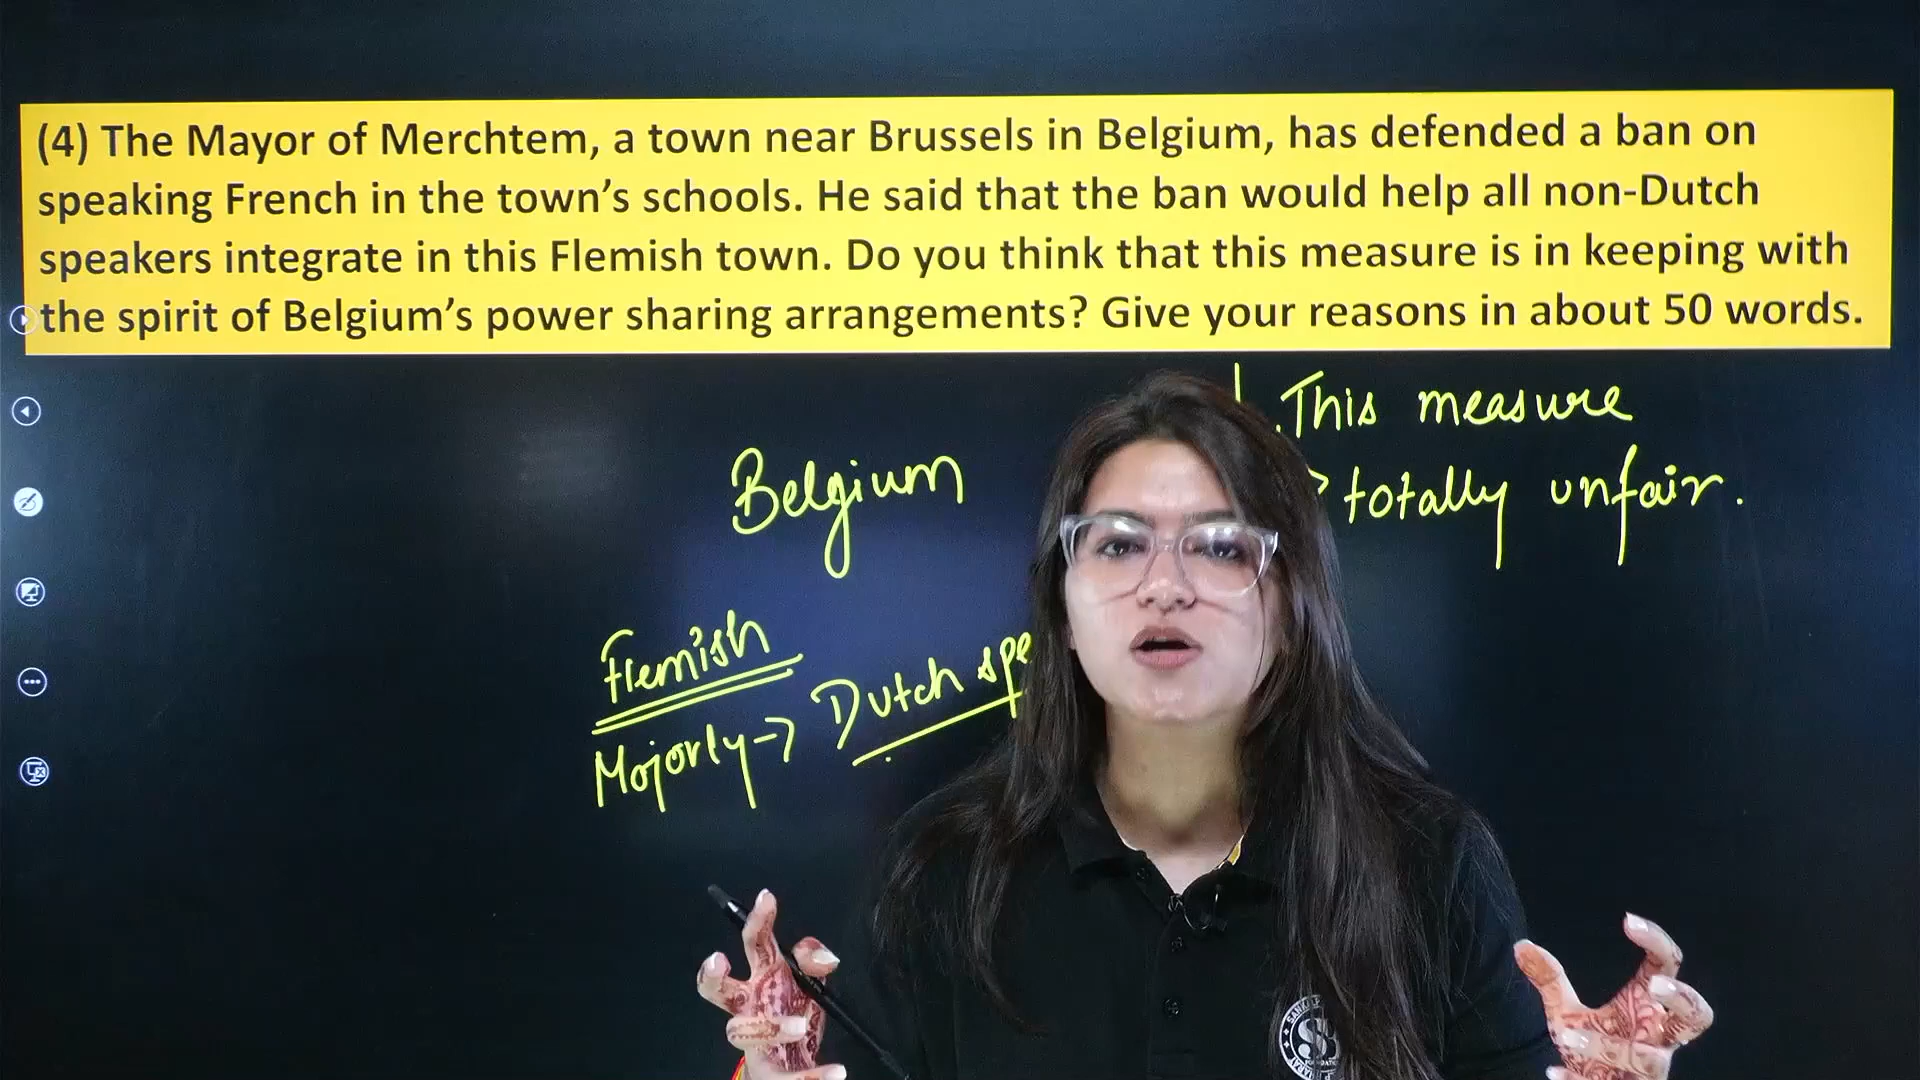 (4) The Mayor of Merchtem, a town near Brussels in Belgium, has defended a ban on
speaking French in the town's schools. He said that the ban would help all non-Dutch
speakers integrate in this Flemish town. Do you think that this measure is in keeping with
the spirit of Belgium's power sharing arrangements? Give your reasons in about 50 words.
This measure
totally unfair.
Belgium
Flemish
Majorly → Dutch spe